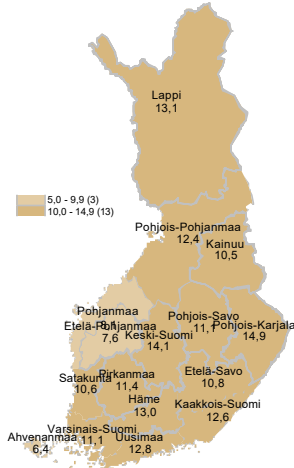 Lappi
13,1
5,0 - 9,9 (3)
10,0 - 14,9 (13)
Pohjois-Pohjanmaa
12,4
Kainuu
10,5
Pohjanmaa
Etelä-Pohjanmaa
7,6
Keski-Suomi
14,1
Pohjois-Savo
11,1
Pohjois-Karjala
14,9
Satakunta
10,6
Pirkanmaa
11,4
Etelä-Savo
10,8
Häme
13,0
Kaakkois-Suomi
12,6
Ahvenanmaa
6,4
Varsinais-Suomi
11,1
Uusimaa
12,8